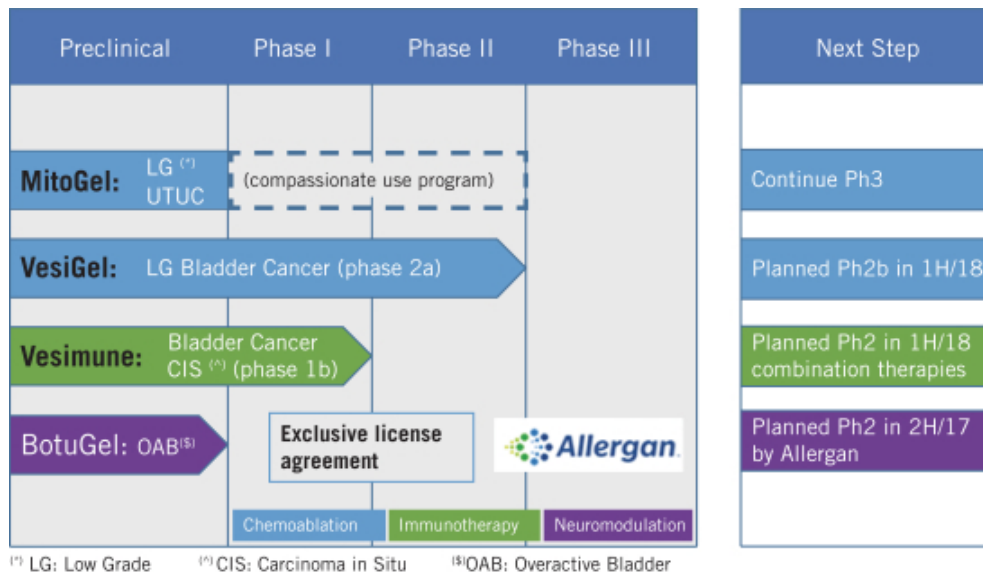 Preclinical Phase I Phase II Phase III Next Step
MitoGel: LG (*)
UTUC
(compassionate use program)
Continue Ph3
VesiGel: LG Bladder Cancer (phase 2a)
Planned Ph2b in 1H/18
Vesimune: Bladder Cancer
CIS (^) (phase 1b)
Planned Ph2 in 1H/18
combination therapies
BotuGel: OAB($)
Exclusive license
agreement
Allergan
Planned Ph2 in 2H/17
by Allergan
Chemoablation Immunotherapy Neuromodulation
(*) LG: Low Grade (^) CIS: Carcinoma in Situ ($)OAB: Overactive Bladder